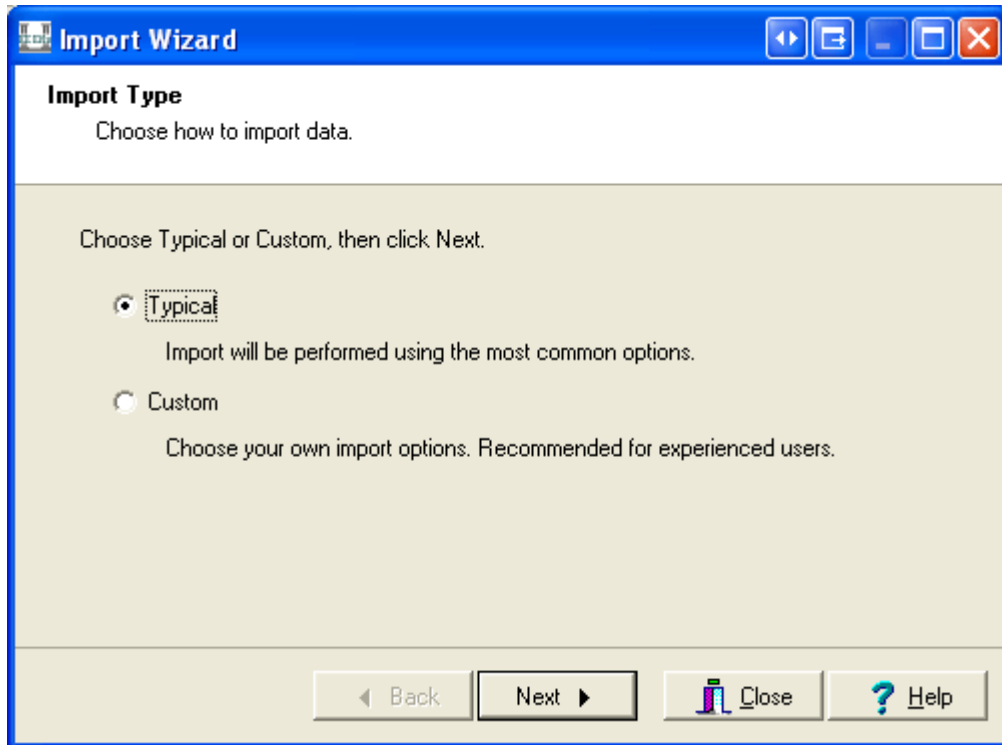 Import Wizard
Import Type
Choose how to import data.
Choose Typical or Custom, then click Next.
Typical
Import will be performed using the most common options.
Custom
Choose your own import options. Recommended for experienced users.
Back Next Close Help